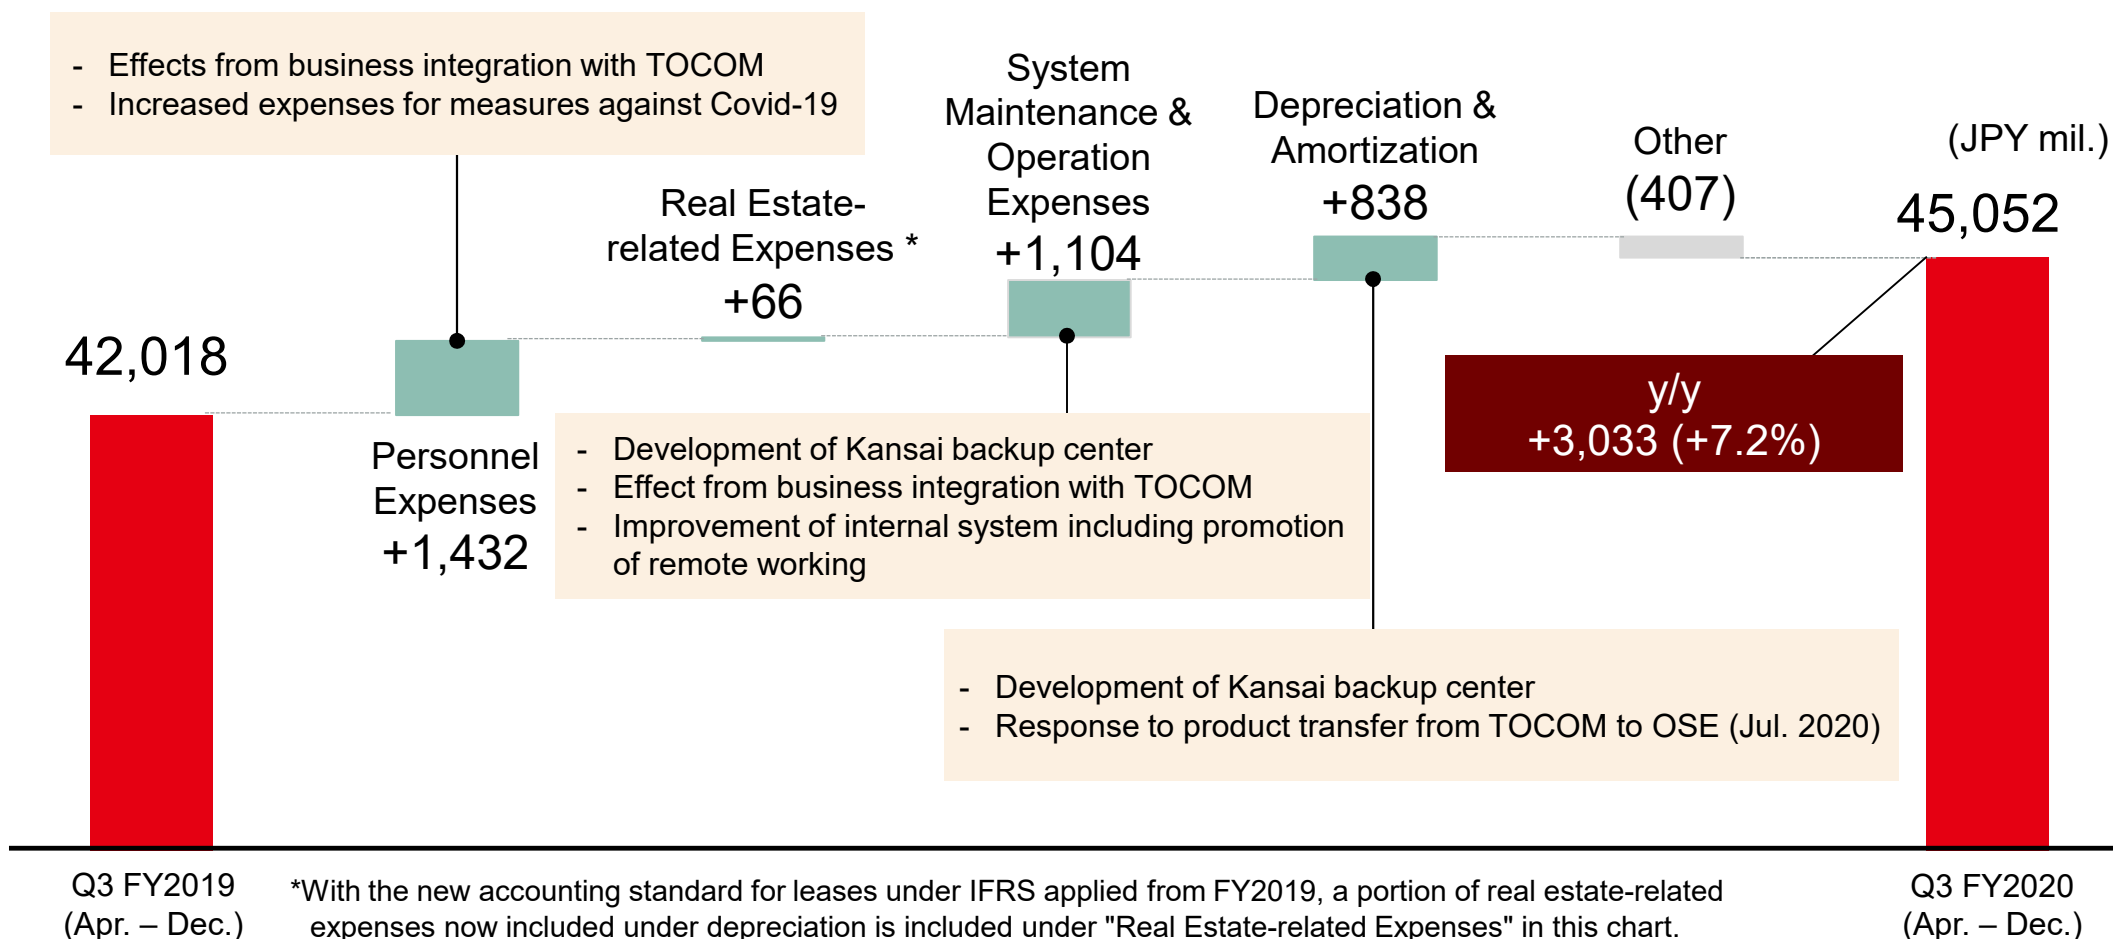 - Effects from business integration with TOCOM
- Increased expenses for measures against Covid-19
System
Maintenance &
Operation
Expenses
+1,104
Depreciation &
Amortization
+838
Other
(407)
(JPY mil.)
45,052
Real Estate-
related Expenses *
+66
42,018
y/y
+3,033 (+7.2%)
Personnel
Expenses
+1,432
- Development of Kansai backup center
- Effect from business integration with TOCOM
- Improvement of internal system including promotion
of remote working
- Development of Kansai backup center
- Response to product transfer from TOCOM to OSE (Jul. 2020)
Q3 FY2019
(Apr. – Dec.)
*With the new accounting standard for leases under IFRS applied from FY2019, a portion of real estate-related
expenses now included under depreciation is included under "Real Estate-related Expenses" in this chart.
Q3 FY2020
(Apr. – Dec.)